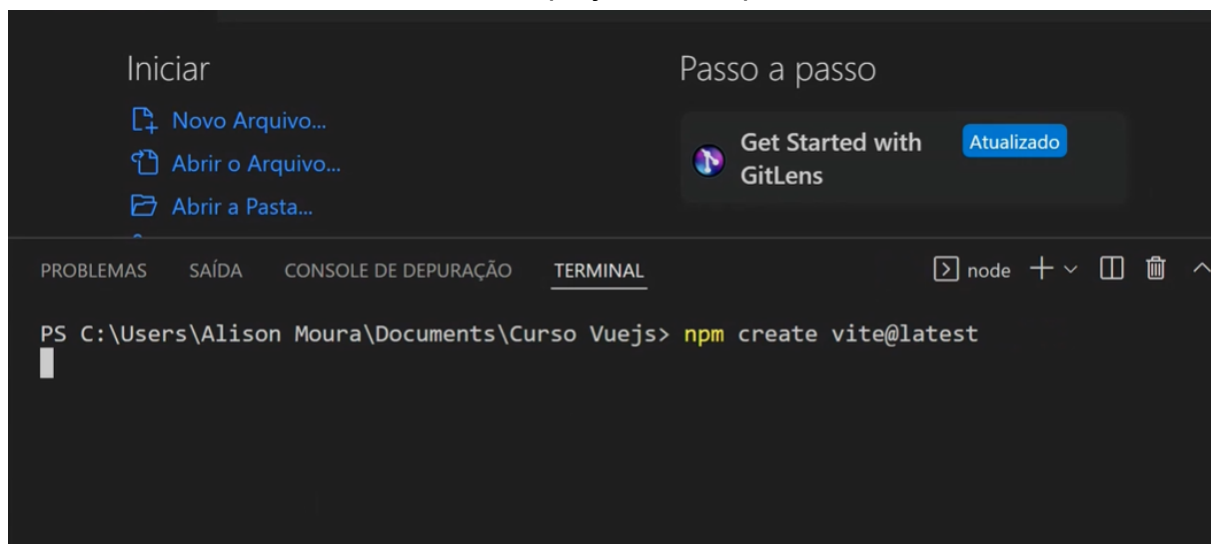 Iniciar
Novo Arquivo...
Abrir o Arquivo...
Abrir a Pasta...
Passo a passo
Get Started with
GitLens
Atualizado
PROBLEMAS SAÍDA CONSOLE DE DEPURAÇÃO TERMINAL node
PS C:\Users\Alison Moura\Documents\Curso Vuejs> npm create vite@latest